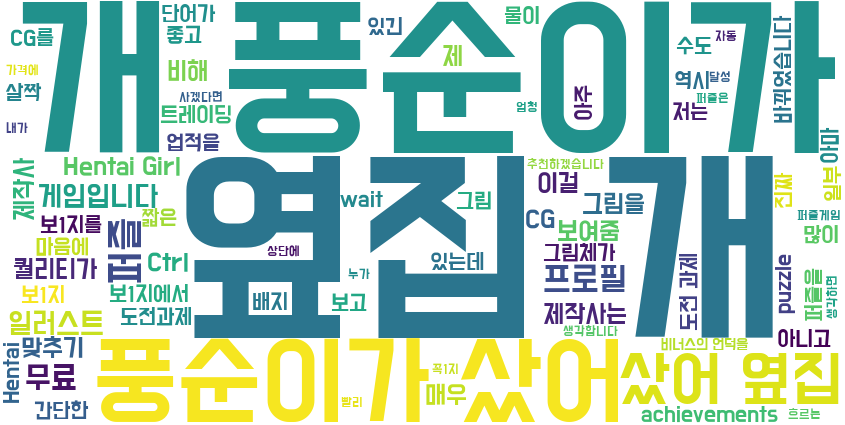 개 풍순이가
CG를
단어가
좋고
있긴
물이
수도
자동
바뀌었습니다
가격에
살짝
사겠다면
비해
제
트레이딩
엄청
쏭
역시
달성
퍼즐은
저는
내가
업적을
아마
제작사
Hentai Girl
옆집 개
추천하겠습니다
이걸
진짜
일부
게임입니다
wait
그림
그림을
CG
퍼즐게임
보1지를
짧은
퍼즐
보여줌
많이
마음에
상단에
그림체가
퀄리티가
Ctrl
있는데
누가
프로필
도전 과제
puzzle
퍼즐을
생각하면
보1지
보1지에서
배지
보고
제작사는
일러스트
도전과제
생각합니다
아니고
Hentai
맞추기
비너스의 언덕을
무료
풍순이가
꼭1지
샀어
샀어 옆집
매우
빨리
간단한
achievements
흐르는